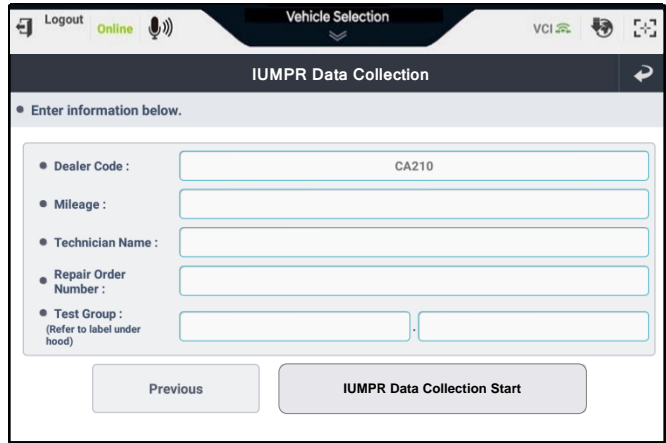 Logout
Online
Vehicle Selection
VCI
IUMPR Data Collection
Enter information below.
Dealer Code :
CA210
Mileage :
Technician Name :
Repair Order
Number :
Test Group :
(Refer to label under
hood)
.
Previous
IUMPR Data Collection Start